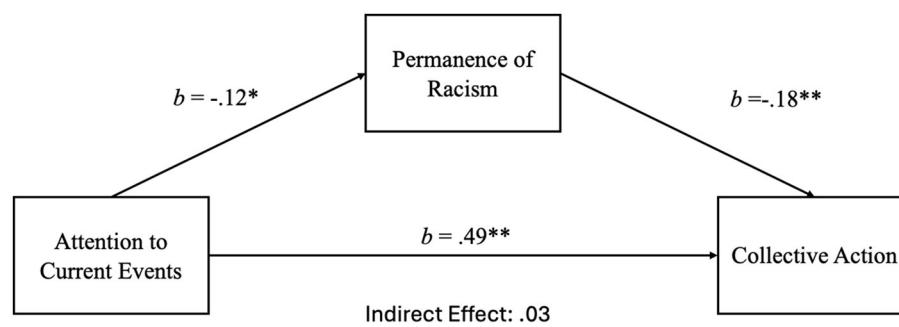 Permanence of
Racism
b = -.12*
b =-.18**
Attention to
Current Events
b = .49**
Collective Action
Indirect Effect: .03